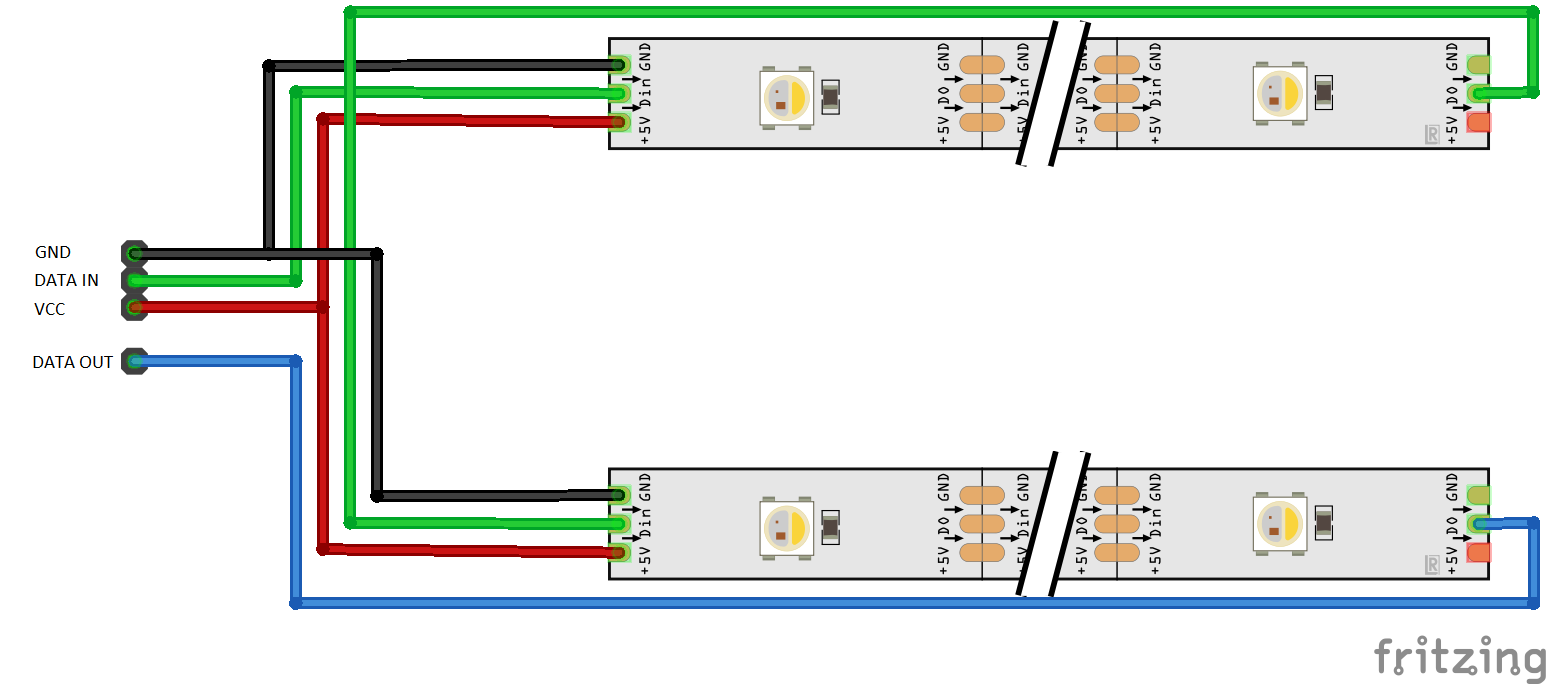 GND
Din
+5V
GND
DO
+5V
GND
Din
+5V
GND
DO
+5V
GND
Din
+5V
GND
DO
+5V
GND
DATA IN
VCC
DATA OUT
GND
Din
+5V
GND
DO
+5V
GND
Din
+5V
GND
DO
+5V
GND
Din
+5V
GND
DO
+5V
fritzing